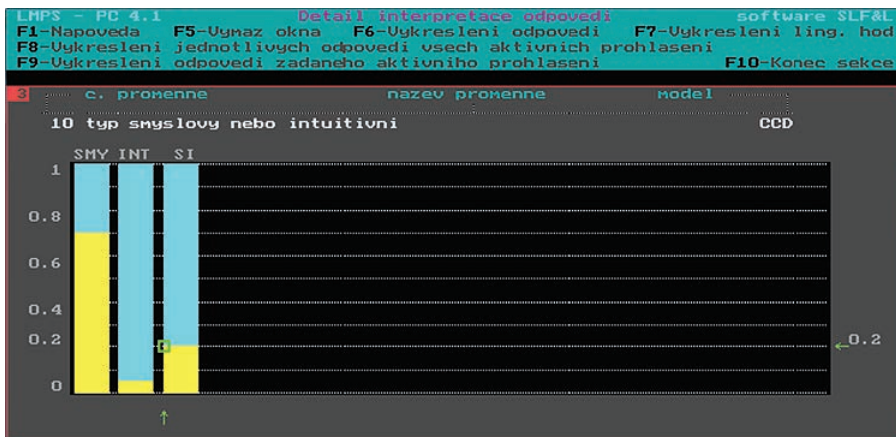 LMPS - PC 4.1 Detail interpretace odpovedi software SLF&L
F1-Napoveda F5-Vymaz okna F6-Vykresleni odpovedi F7-Vykresleni ling. hod
F8-Vykresleni jednotlivych odpovedi vsech aktivnich prohlaseni
F9-Vykresleni odpovedi zadaneho aktivniho prohlaseni F10-Konec sekce
3 c. promenne nazev promenne Model
10 typ smyslovy nebo intuitivni CCD
SMY INT SI
1
0.8
0.6
0.4
0.2 ←0.2
0
↑